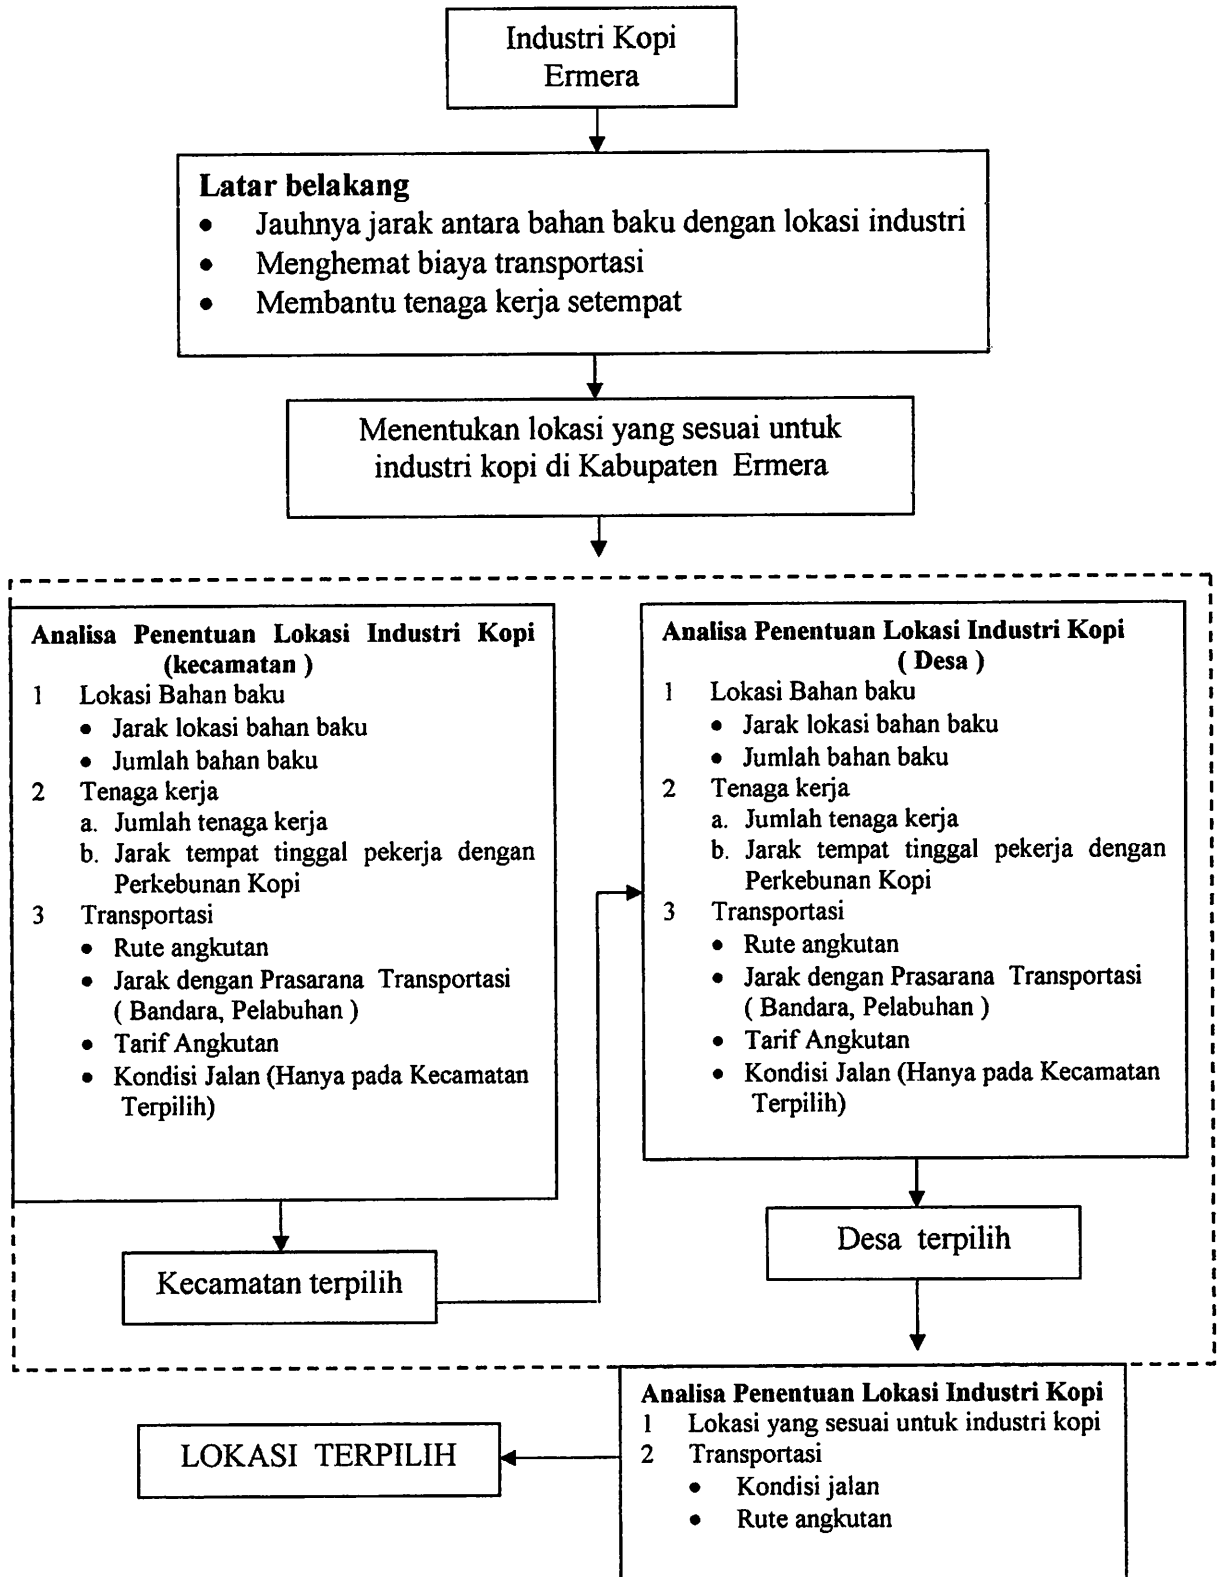 Industri Kopi
Ermera
Latar belakang
• Jauhnya jarak antara bahan baku dengan lokasi industri
• Menghemat biaya transportasi
• Membantu tenaga kerja setempat
Menentukan lokasi yang sesuai untuk
industri kopi di Kabupaten Ermera
Analisa Penentuan Lokasi Industri Kopi
(kecamatan )
1 Lokasi Bahan baku
• Jarak lokasi bahan baku
• Jumlah bahan baku
2 Tenaga kerja
a. Jumlah tenaga kerja
b. Jarak tempat tinggal pekerja dengan
Perkebunan Kopi
3 Transportasi
• Rute angkutan
• Jarak dengan Prasarana Transportasi
( Bandara, Pelabuhan )
• Tarif Angkutan
• Kondisi Jalan (Hanya pada Kecamatan
Terpilih)
Kecamatan terpilih
Analisa Penentuan Lokasi Industri Kopi
( Desa )
1 Lokasi Bahan baku
• Jarak lokasi bahan baku
• Jumlah bahan baku
2 Tenaga kerja
a. Jumlah tenaga kerja
b. Jarak tempat tinggal pekerja dengan
Perkebunan Kopi
3 Transportasi
• Rute angkutan
• Jarak dengan Prasarana Transportasi
( Bandara, Pelabuhan )
• Tarif Angkutan
• Kondisi Jalan (Hanya pada Kecamatan
Terpilih)
Desa terpilih
Analisa Penentuan Lokasi Industri Kopi
1 Lokasi yang sesuai untuk industri kopi
2 Transportasi
• Kondisi jalan
• Rute angkutan
LOKASI TERPILIH